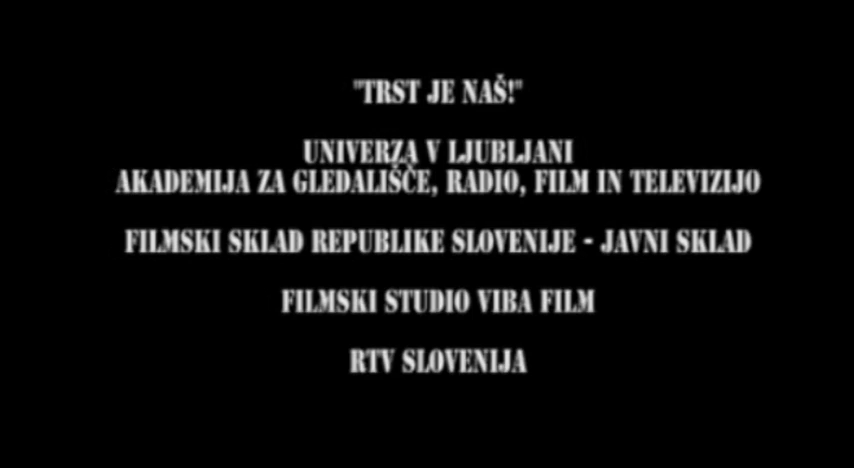 "TRST JE NAŠ!"
UNIVERZA V LJUBLJANI
AKADEMIJA ZA GLEDALIŠČE, RADIO, FILM IN TELEVIZIJO
FILMSKI SKLAD REPUBLIKE SLOVENIJE - JAVNI SKLAD
FILMSKI STUDIO VIBA FILM
RTV SLOVENIJA